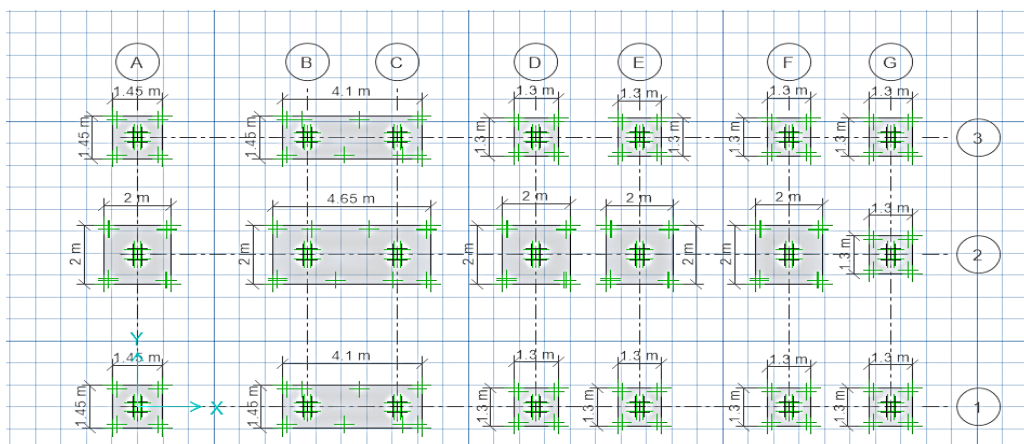 A B C D E F G
1.45 m 4.1 m 1.3 m 1.3 m 1.3 m 1.3 m
1.45 m 1.45 m 1.3 m 1.3 m 1.3 m 1.3 m 3
2 m 4.65 m 2 m 2 m 2 m 1.3 m
2 m 2 m 2 m 2 m 2 m 1.3 m 2
Y
1.45 m 4.1 m 1.3 m 1.3 m 1.3 m 1.3 m
1.45 m 1.45 m 1.3 m 1.3 m 1.3 m 1.3 m 1
X